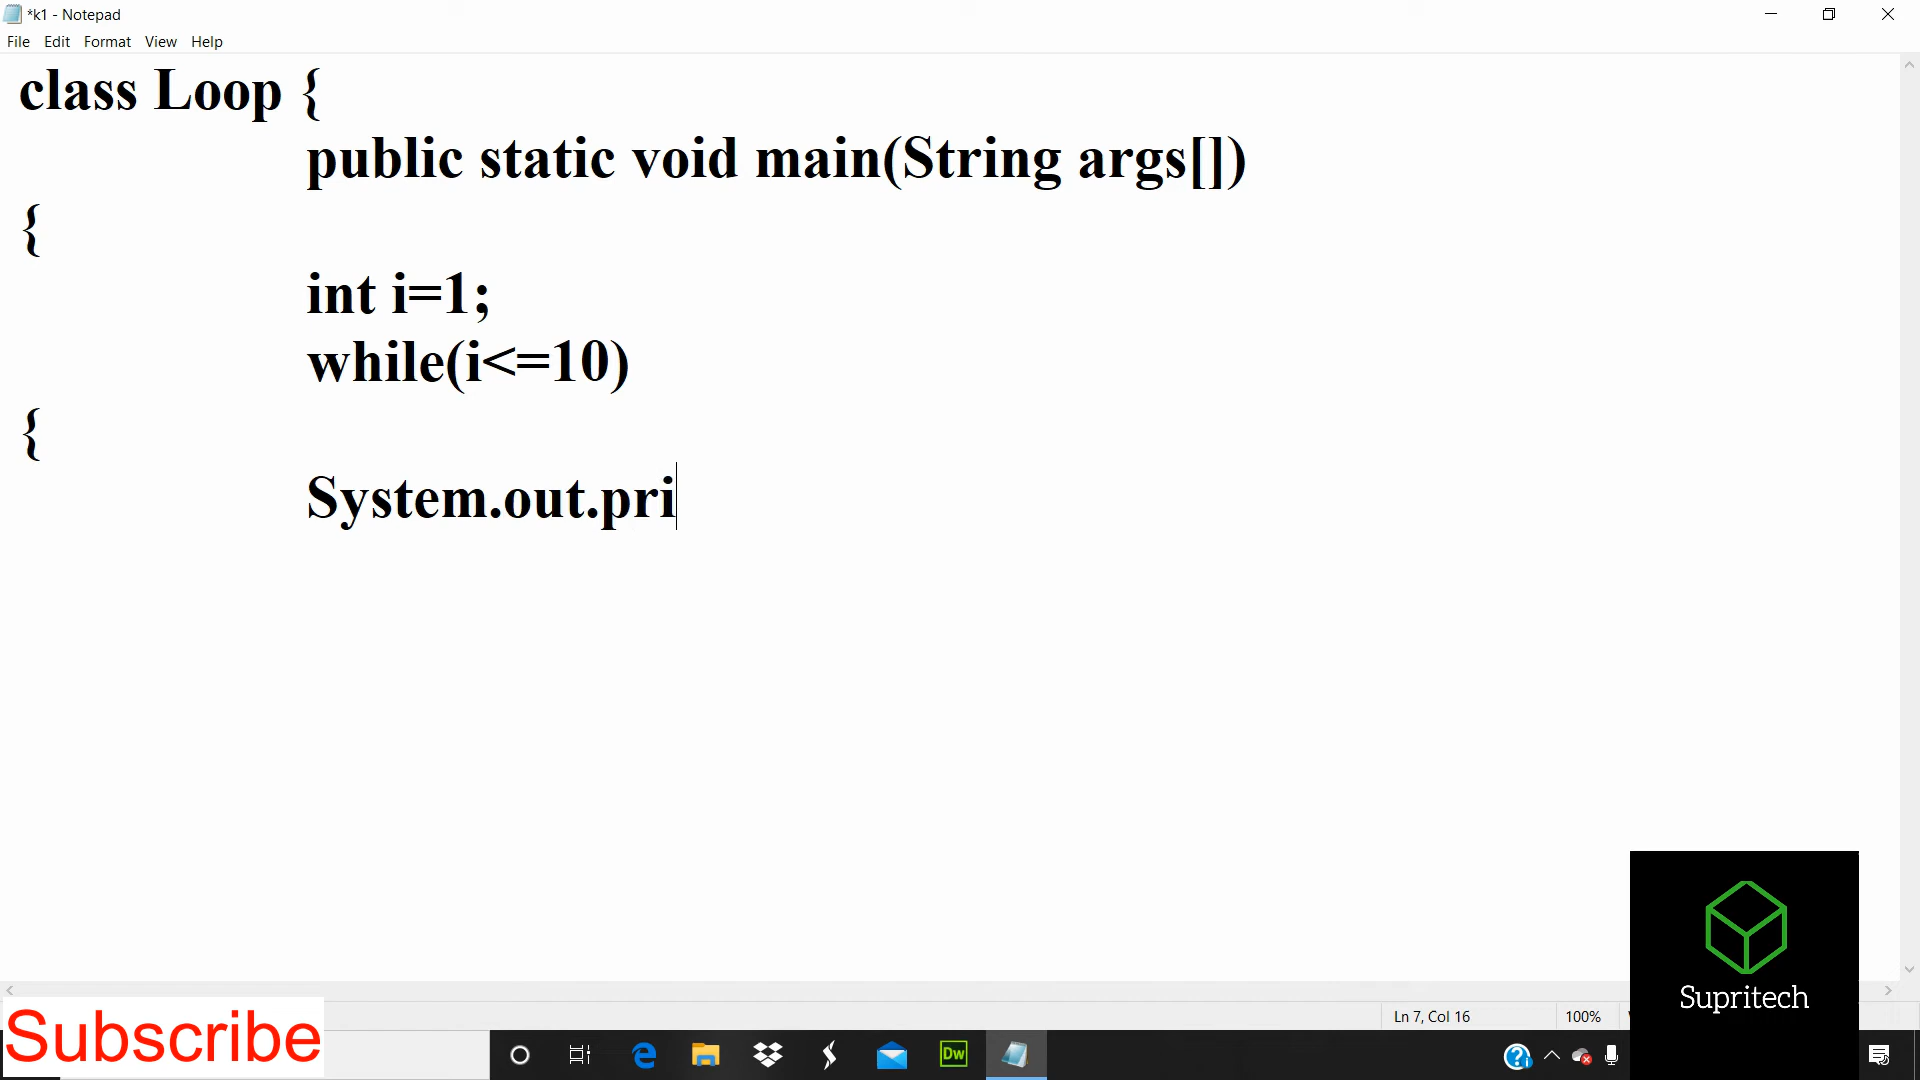 *k1 - Notepad
File Edit Format View Help
class Loop {
public static void main(String args[])
{
int i=1;
while(i<=10)
{
System.out.pri
Supritech
Subscribe
Ln 7, Col 16
100%
Dw